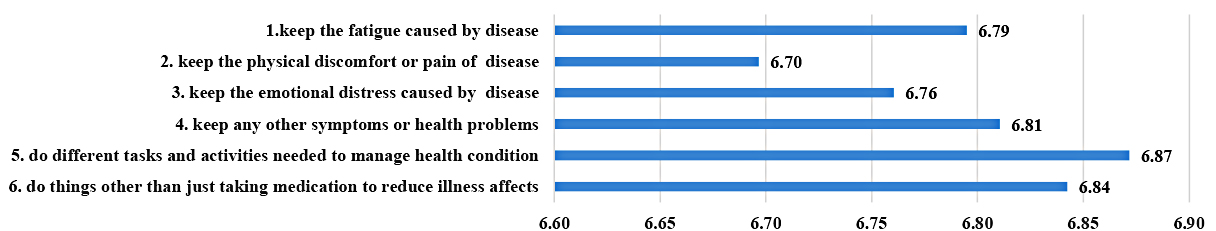 1.keep the fatigue caused by disease 6.79
2. keep the physical discomfort or pain of disease 6.70
3. keep the emotional distress caused by disease 6.76
4. keep any other symptoms or health problems 6.81
5. do different tasks and activities needed to manage health condition 6.87
6. do things other than just taking medication to reduce illness affects 6.84
6.60 6.65 6.70 6.75 6.80 6.85 6.90